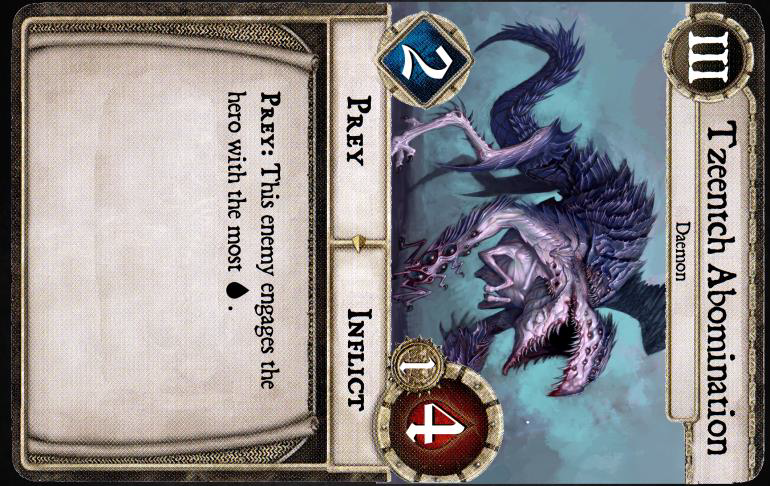 III
Tzeentch Abomination
Daemon
2
1
4
PREY
INFLICT
PREY: This enemy engages the
hero with the most .